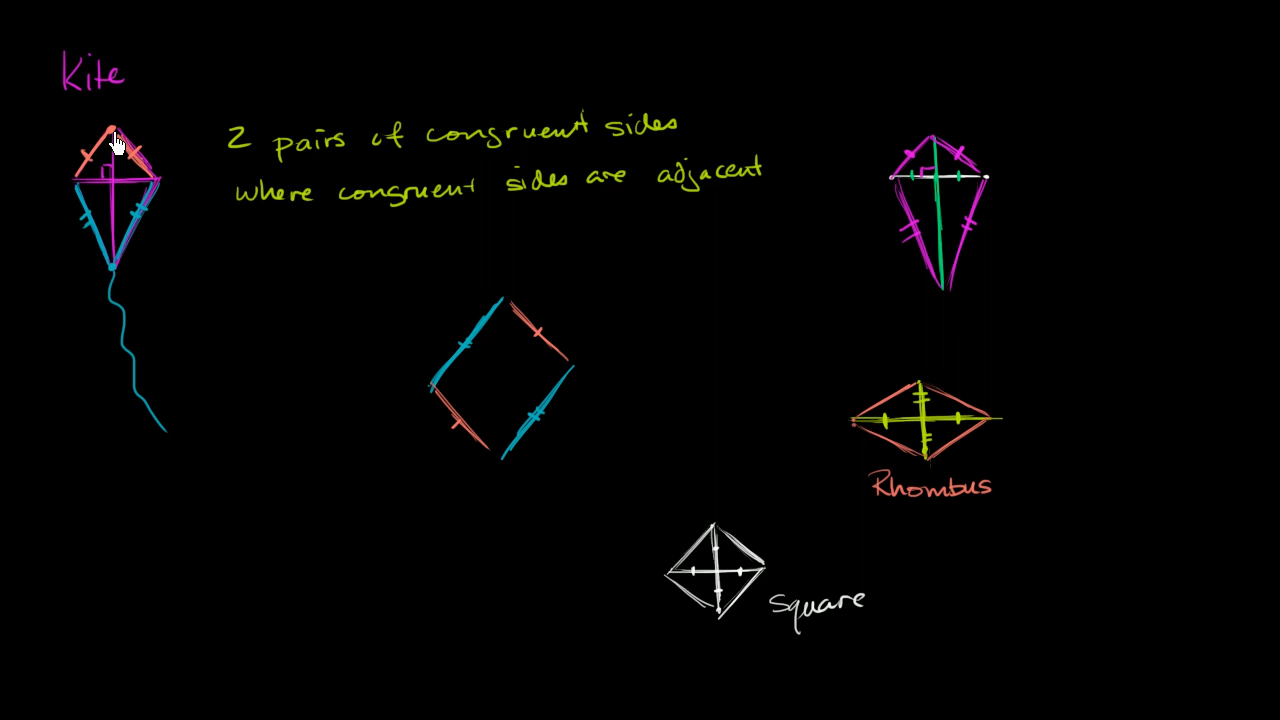 Kite
2 pairs of congruent sides
where congruent sides are adjacent
Rhombus
Square